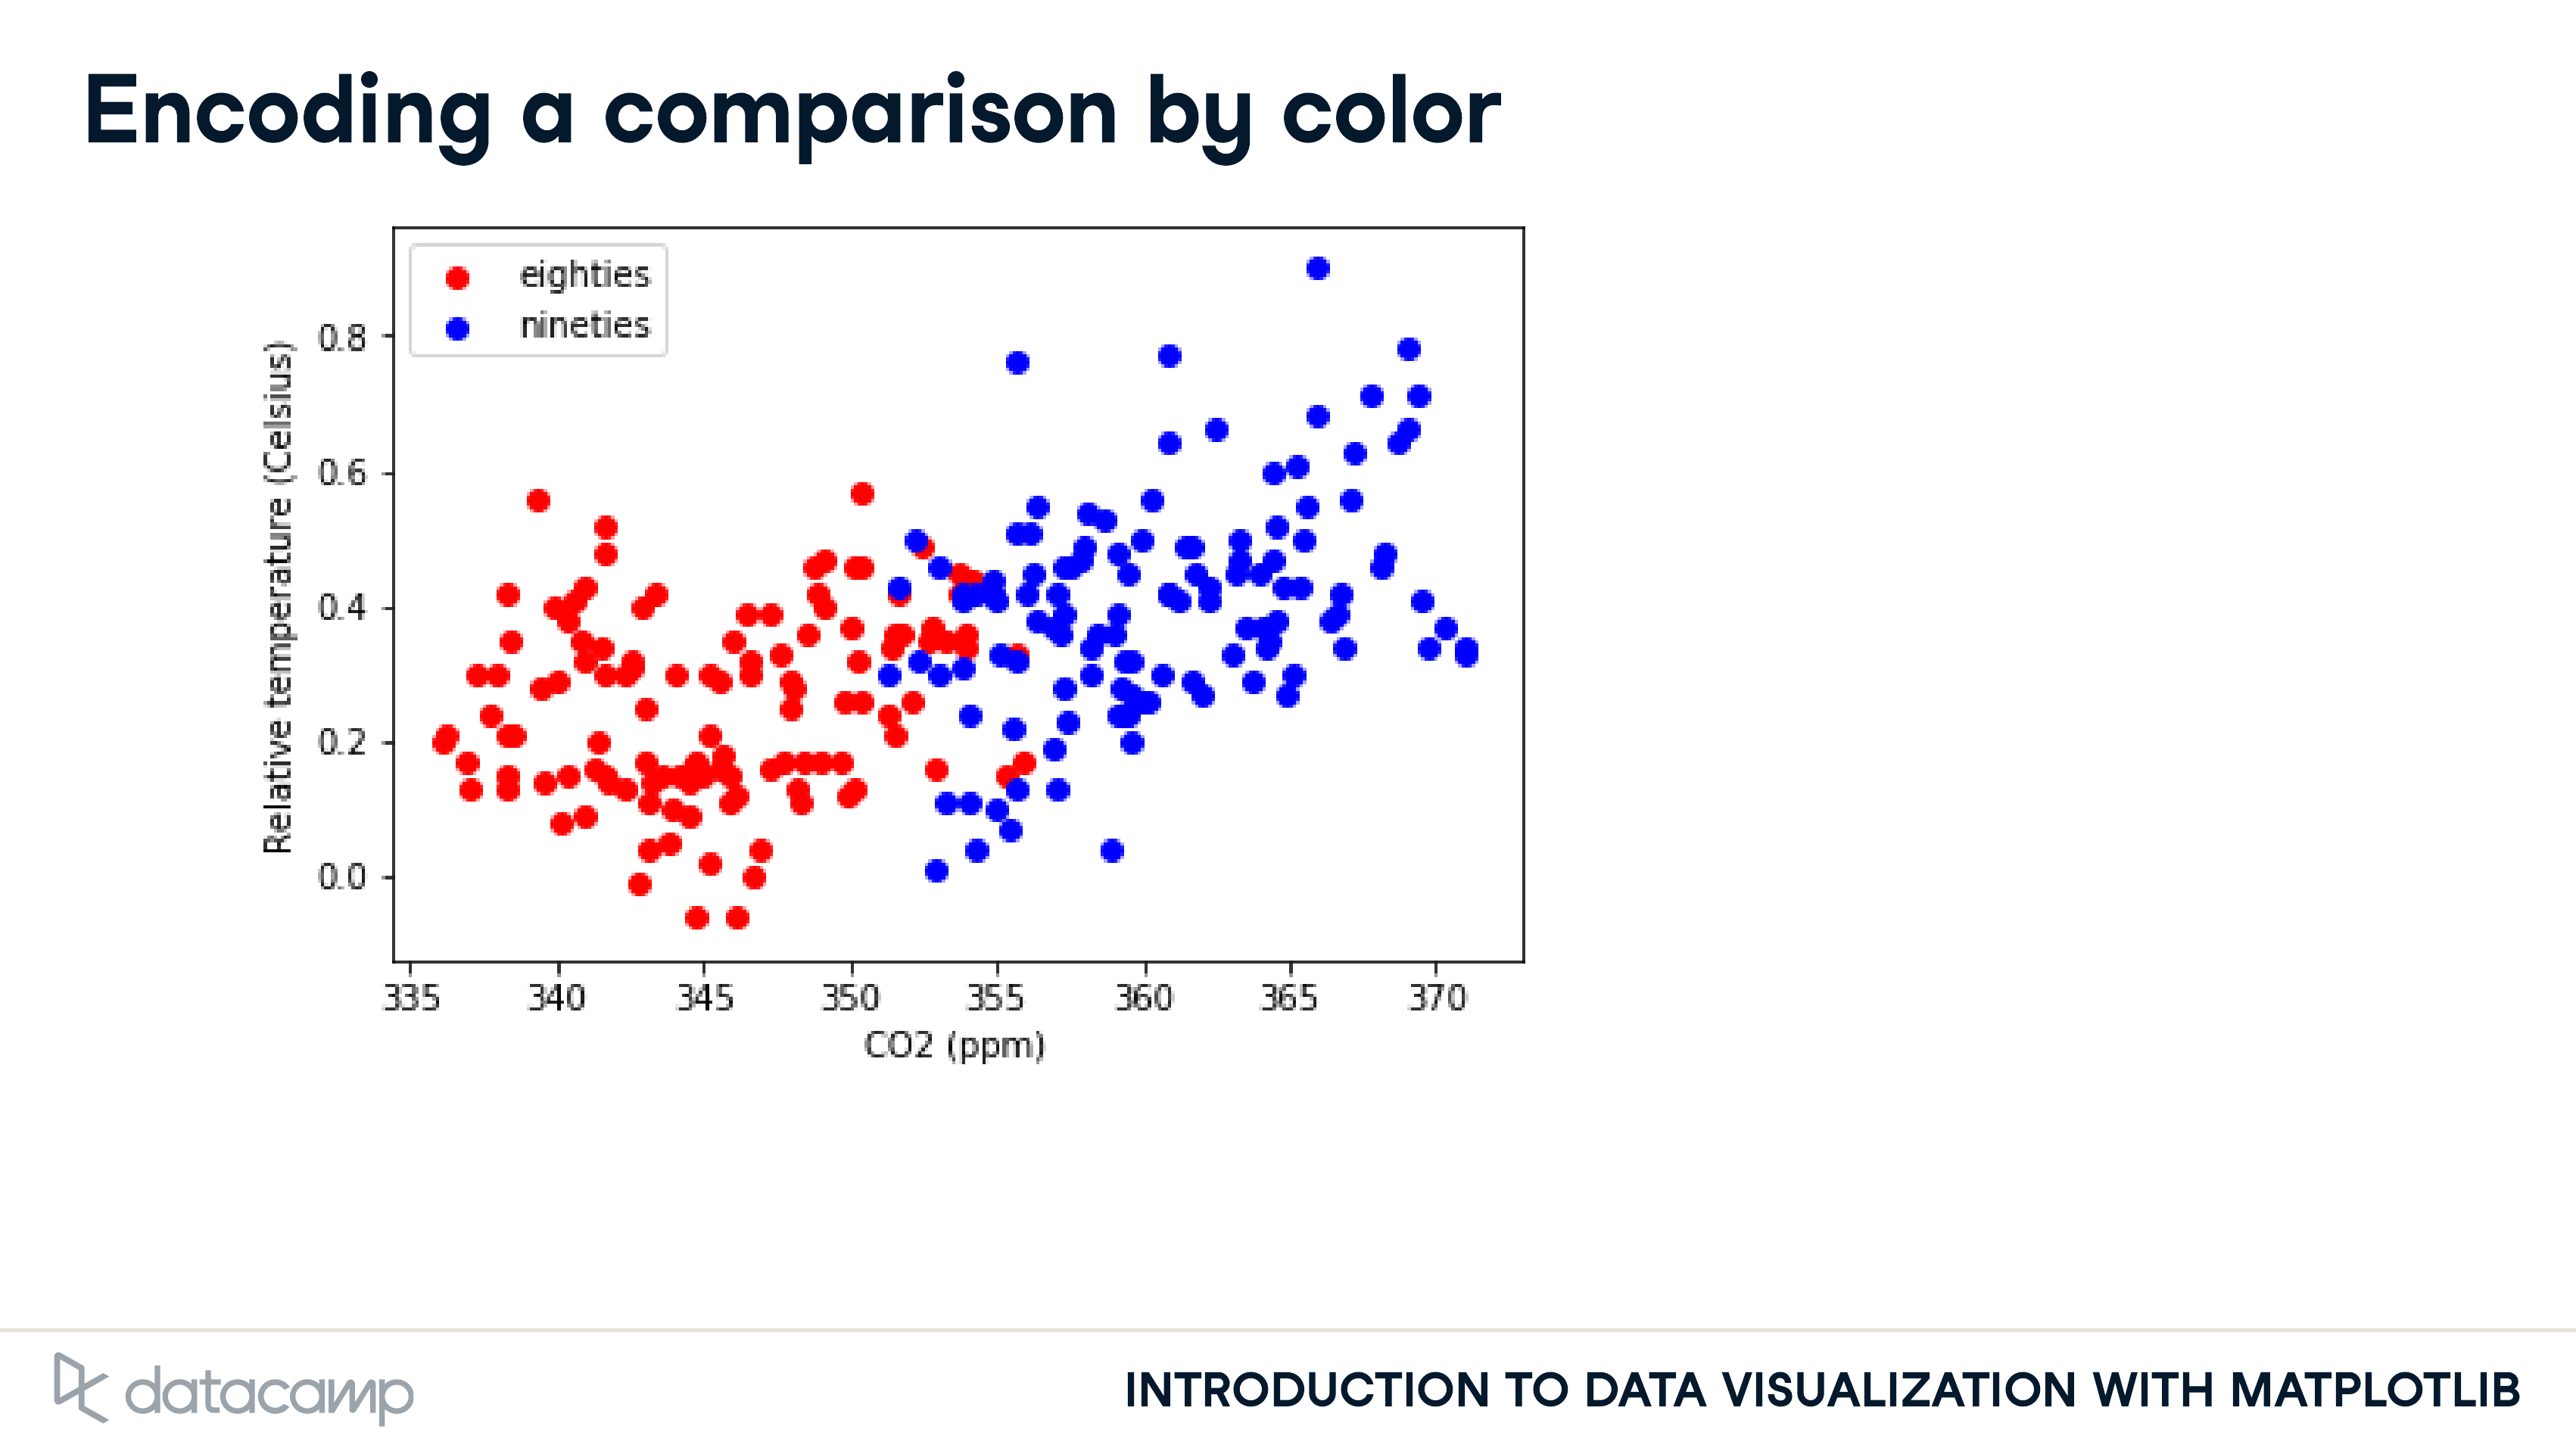 Encoding a comparison by color
eighties
nineties
Relative temperature (Celsius)
0.8
0.6
0.4
0.2
0.0
335 340 345 350 355 360 365 370
CO2 (ppm)
datacamp
INTRODUCTION TO DATA VISUALIZATION WITH MATPLOTLIB